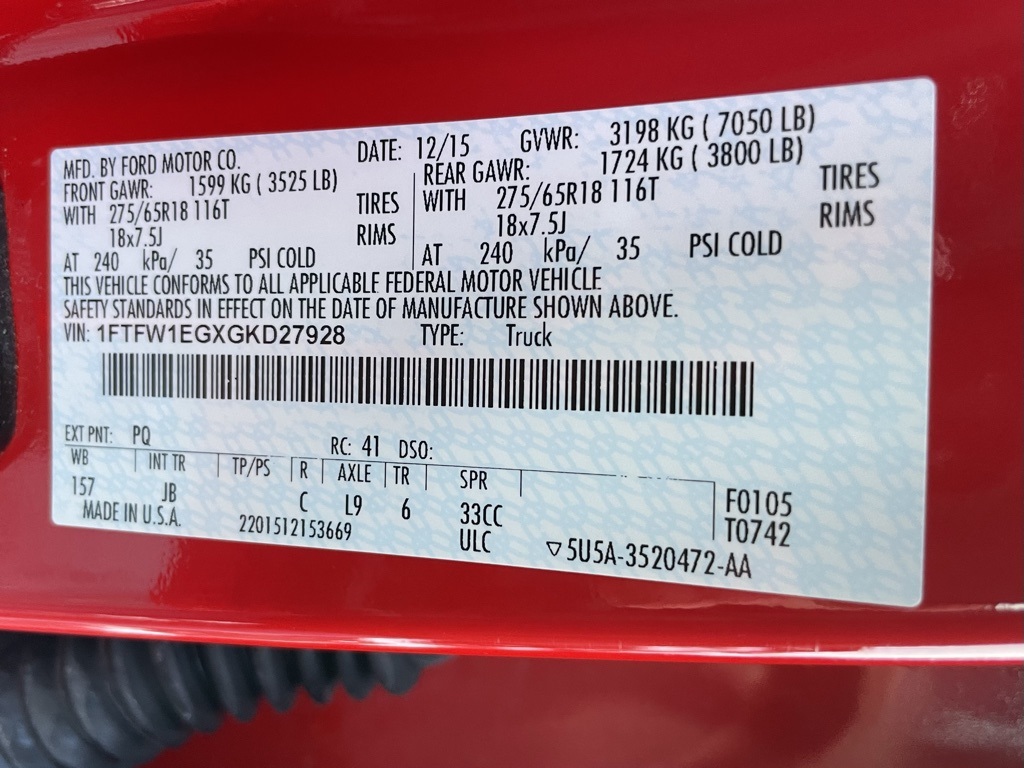 MFD. BY FORD MOTOR CO. DATE: 12/15 GVWR: 3198 KG ( 7050 LB)
FRONT GAWR: 1599 KG ( 3525 LB) REAR GAWR: 1724 KG ( 3800 LB)
WITH 275/65R18 116T TIRES WITH 275/65R18 116T TIRES
18x7.5J RIMS 18x7.5J RIMS
AT 240 kPa/ 35 PSI COLD AT 240 kPa/ 35 PSI COLD
THIS VEHICLE CONFORMS TO ALL APPLICABLE FEDERAL MOTOR VEHICLE
SAFETY STANDARDS IN EFFECT ON THE DATE OF MANUFACTURE SHOWN ABOVE.
VIN: 1FTFW1EGXGKD27928 TYPE: Truck
EXT PNT: PQ RC: 41 DSO:
WB INT TR TP/PS R AXLE TR SPR
157 JB C L9 6 33CC F0105
MADE IN U.S.A. 2201512153669 ULC T0742
▽5U5A-3520472-AA